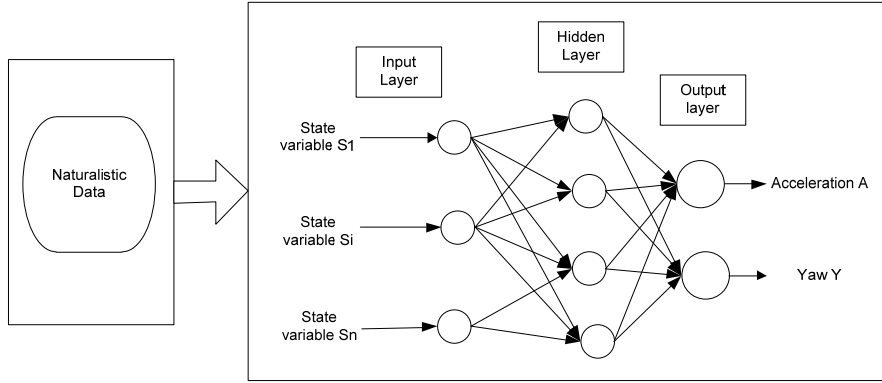 Naturalistic
Data
Input
Layer
Hidden
Layer
Output
layer
State
variable S1
State
variable Si
State
variable Sn
Acceleration A
Yaw Y